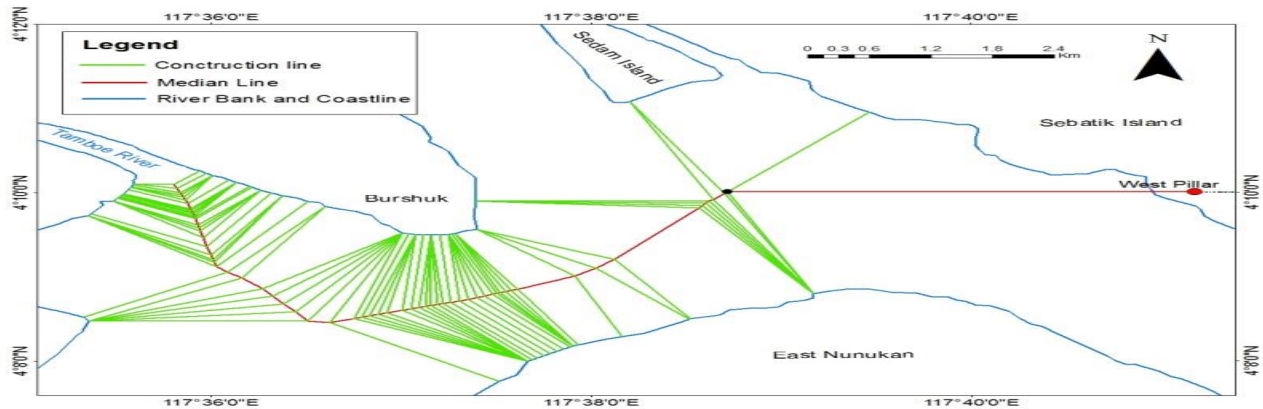 117°36'0"E 117°38'0"E 117°40'0"E
4°12'0"N 4°12'0"N
Legend
Conctruction line
Median Line
River Bank and Coastline
0 0.3 0.6 1.2 1.8 2.4
Km
N
Sedam Island
Sebatik Island
Tamboe River
Burshuk
West Pillar
4°10'0"N 4°10'0"N
East Nunukan
4°8'0"N 4°8'0"N
117°36'0"E 117°38'0"E 117°40'0"E